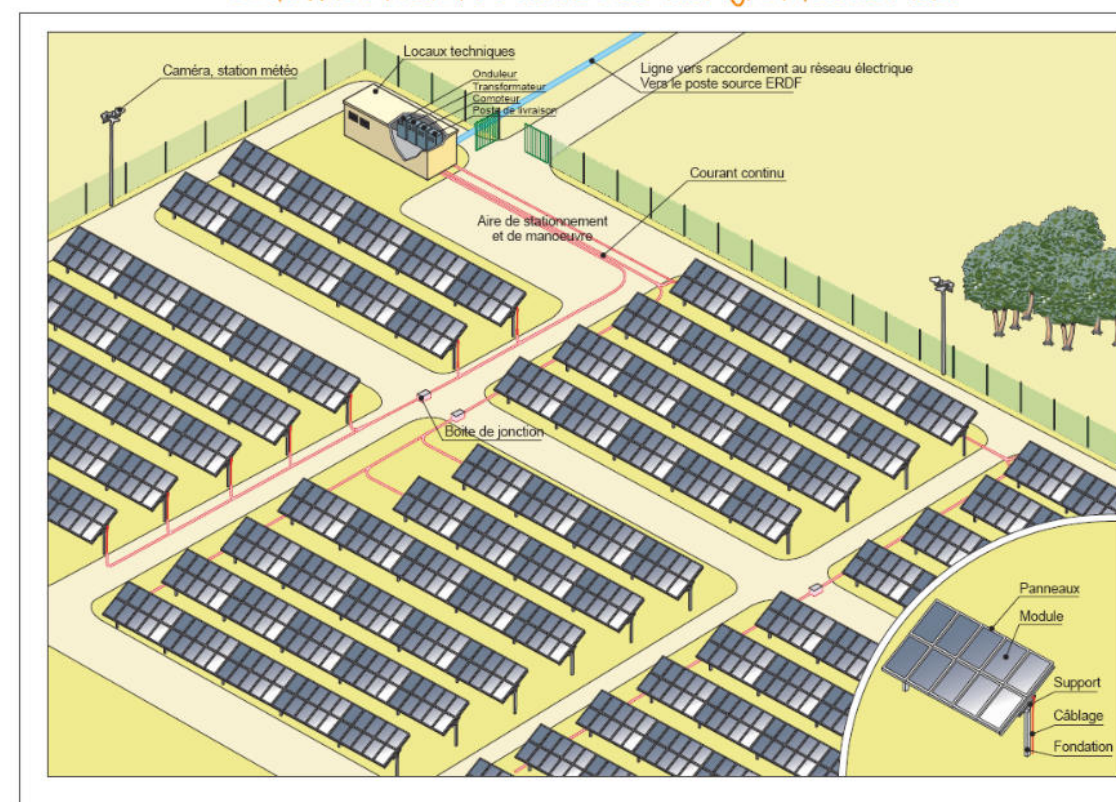 Caméra, station météo
Locaux techniques
Onduleur
Transformateur
Compteur
Poste de livraison
Ligne vers raccordement au réseau électrique
Vers le poste source ERDF
Courant continu
Aire de stationnement
et de manoeuvre
Boite de jonction
Panneaux
Module
Support
Câblage
Fondation